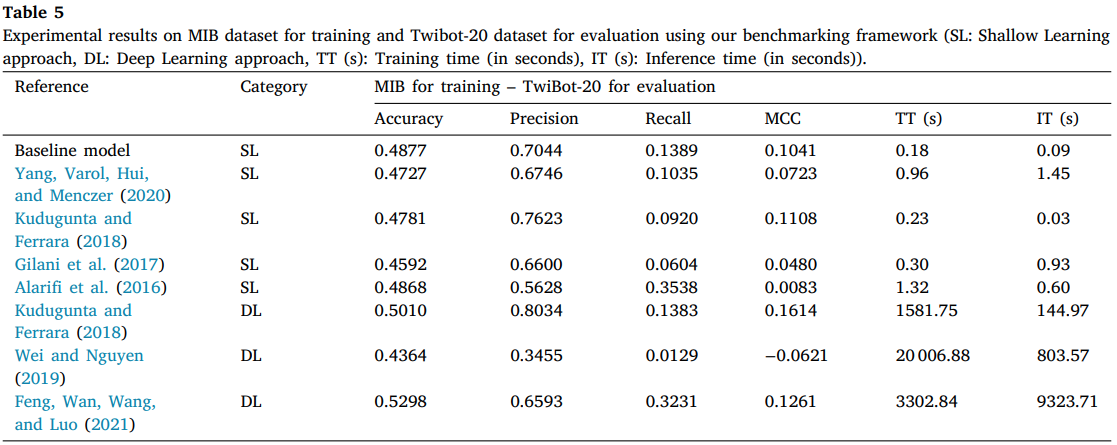 Table 5
Experimental results on MIB dataset for training and Twibot-20 dataset for evaluation using our benchmarking framework (SL: Shallow Learning
approach, DL: Deep Learning approach, TT (s): Training time (in seconds), IT (s): Inference time (in seconds)).
Reference Category MIB for training – TwiBot-20 for evaluation
Accuracy Precision Recall MCC TT (s) IT (s)
Baseline model SL 0.4877 0.7044 0.1389 0.1041 0.18 0.09
Yang, Varol, Hui, SL 0.4727 0.6746 0.1035 0.0723 0.96 1.45
and Menczer (2020)
Kudugunta and SL 0.4781 0.7623 0.0920 0.1108 0.23 0.03
Ferrara (2018)
Gilani et al. (2017) SL 0.4592 0.6600 0.0604 0.0480 0.30 0.93
Alarifi et al. (2016) SL 0.4868 0.5628 0.3538 0.0083 1.32 0.60
Kudugunta and DL 0.5010 0.8034 0.1383 0.1614 1581.75 144.97
Ferrara (2018)
Wei and Nguyen DL 0.4364 0.3455 0.0129 −0.0621 20 006.88 803.57
(2019)
Feng, Wan, Wang, DL 0.5298 0.6593 0.3231 0.1261 3302.84 9323.71
and Luo (2021)